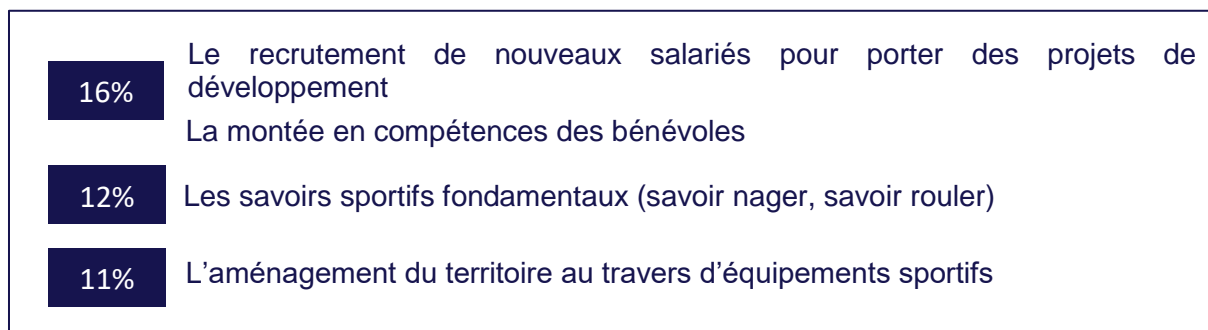 16%
Le recrutement de nouveaux salariés pour porter des projets de
développement
La montée en compétences des bénévoles
12%
Les savoirs sportifs fondamentaux (savoir nager, savoir rouler)
11%
L’aménagement du territoire au travers d’équipements sportifs